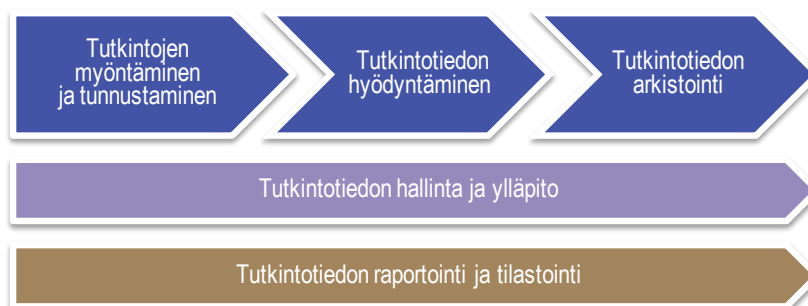 Tutkintojen
myöntäminen
ja tunnustaminen
Tutkintotiedon
hyödyntäminen
Tutkintotiedon
arkistointi
Tutkintotiedon hallinta ja ylläpito
Tutkintotiedon raportointi ja tilastointi